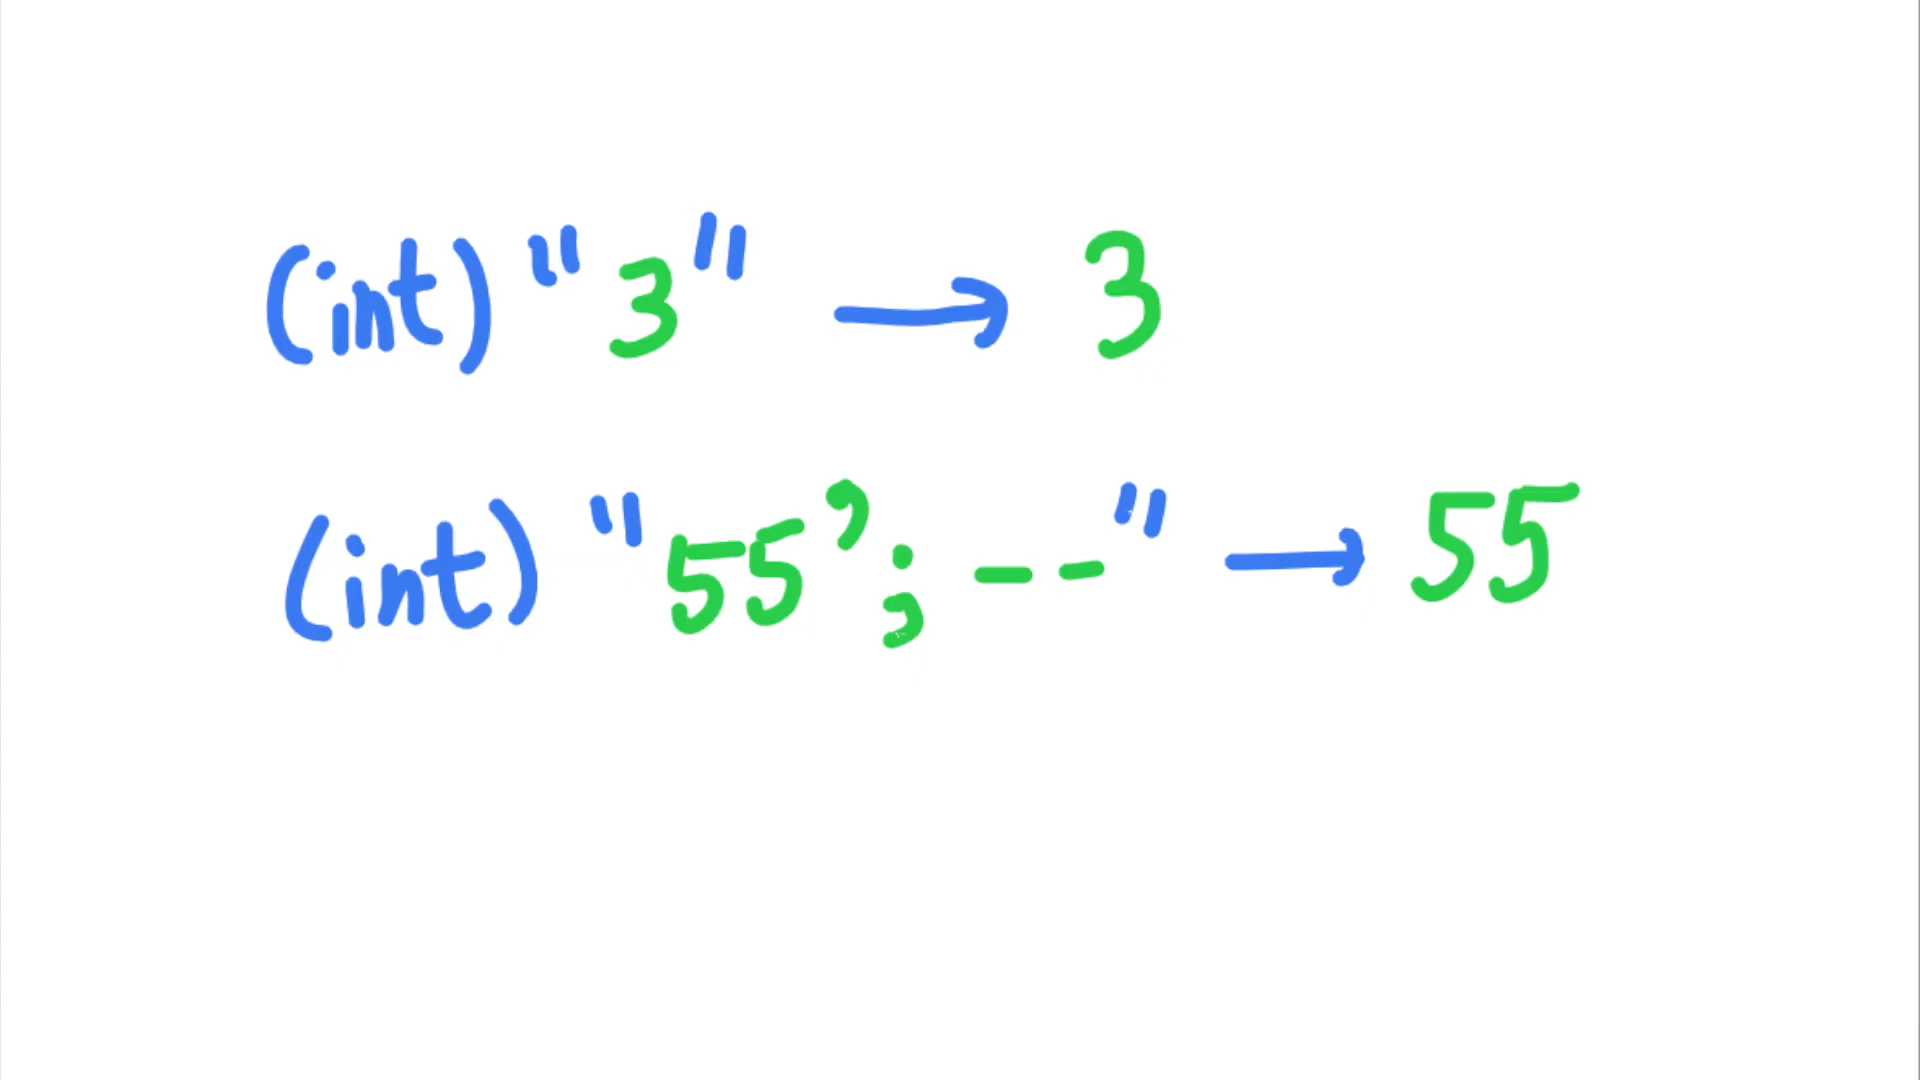 (int) "3" → 3
(int) "55'; --" → 55